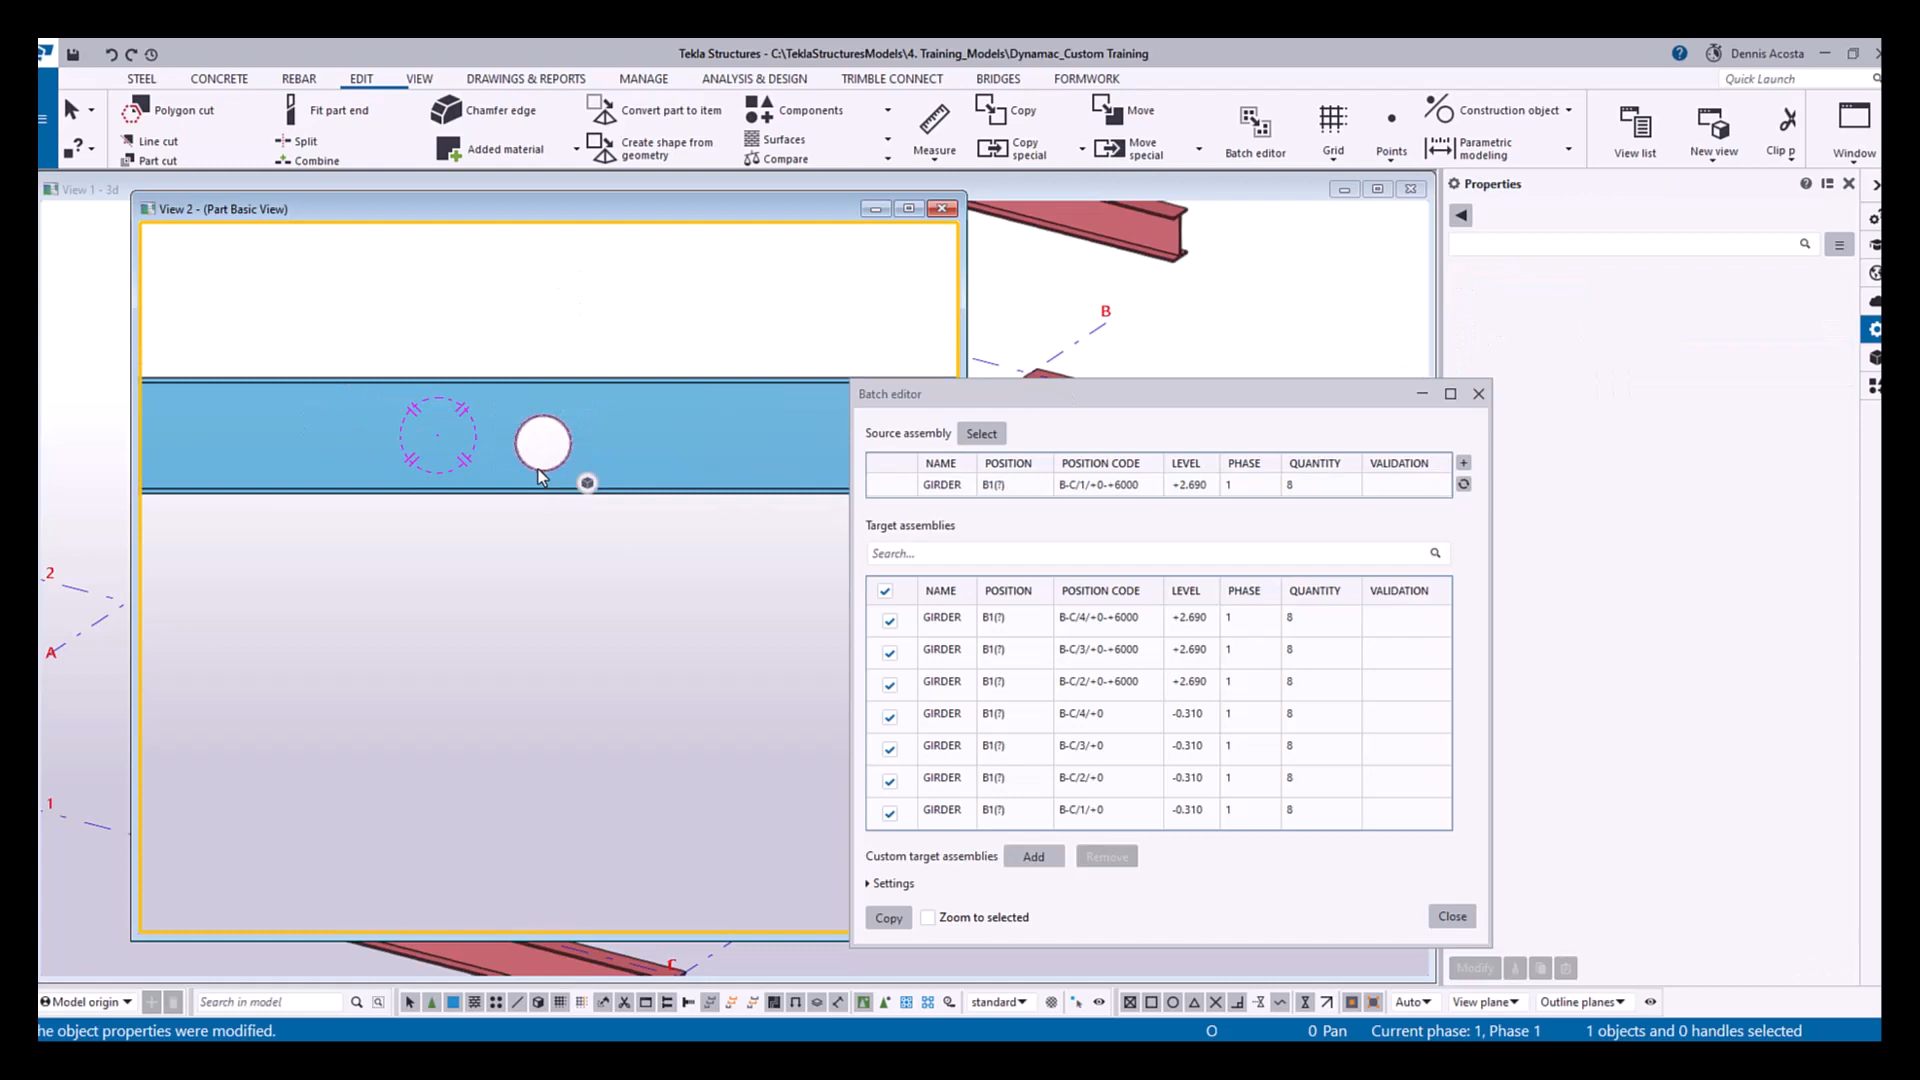 Tekla Structures - C:\TeklaStructuresModels\4. Training_Models\Dynamac_Custom Training
Dennis Acosta
STEEL CONCRETE REBAR EDIT VIEW DRAWINGS & REPORTS MANAGE ANALYSIS & DESIGN TRIMBLE CONNECT BRIDGES FORMWORK Quick Launch
Polygon cut Fit part end Chamfer edge Convert part to item Components Copy Move Construction object
Line cut Split Added material Create shape from geometry Surfaces Measure Copy special Move special Batch editor Grid Points Parametric modeling View list New view Clip p Window
Part cut Combine Compare
View 1 - 3d
View 2 - (Part Basic View)
Properties
B
2
A
1
C
Batch editor
Source assembly Select
NAME POSITION POSITION CODE LEVEL PHASE QUANTITY VALIDATION
GIRDER B1(?) B-C/1/+0-+6000 +2.690 1 8
Target assemblies
Search...
NAME POSITION POSITION CODE LEVEL PHASE QUANTITY VALIDATION
GIRDER B1(?) B-C/4/+0-+6000 +2.690 1 8
GIRDER B1(?) B-C/3/+0-+6000 +2.690 1 8
GIRDER B1(?) B-C/2/+0-+6000 +2.690 1 8
GIRDER B1(?) B-C/4/+0 -0.310 1 8
GIRDER B1(?) B-C/3/+0 -0.310 1 8
GIRDER B1(?) B-C/2/+0 -0.310 1 8
GIRDER B1(?) B-C/1/+0 -0.310 1 8
Custom target assemblies Add Remove
Settings
Copy Zoom to selected Close
Modify
Model origin Search in model standard Auto View plane Outline planes
he object properties were modified. O 0 Pan Current phase: 1, Phase 1 1 objects and 0 handles selected